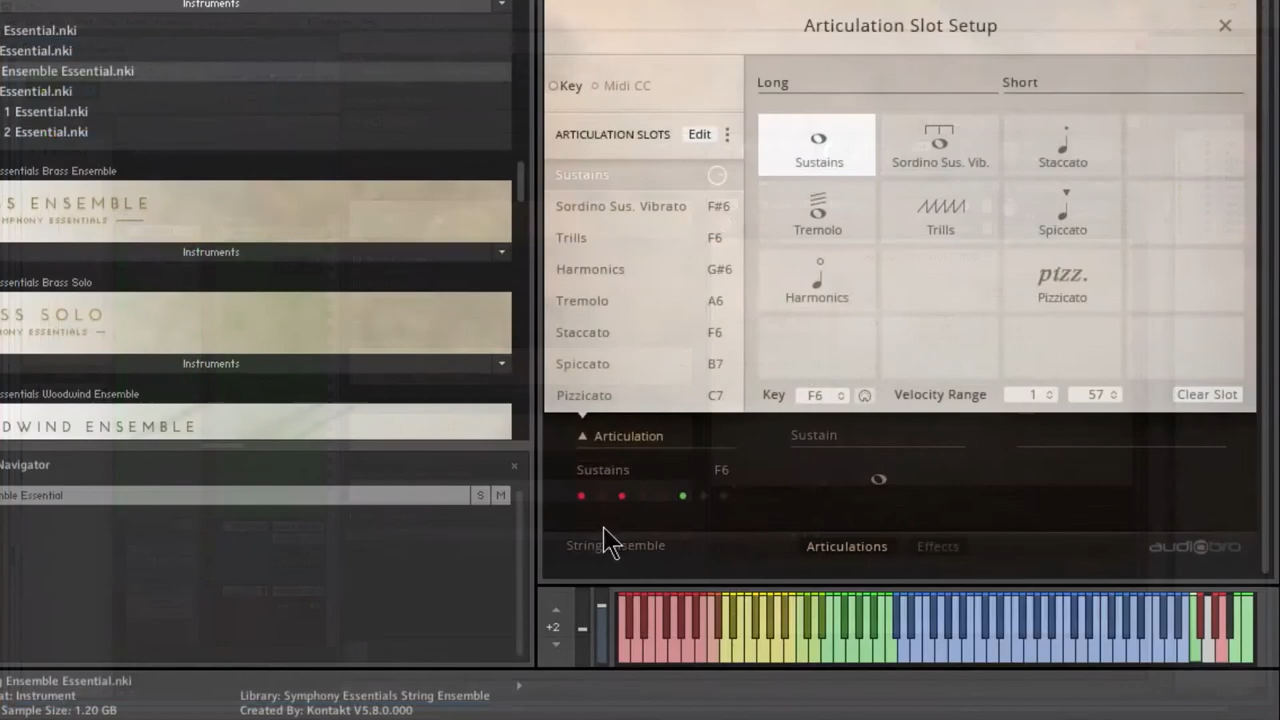 Instruments
Essential.nki
Essential.nki
Ensemble Essential.nki
Essential.nki
1 Essential.nki
2 Essential.nki
ssentials Brass Ensemble
S ENSEMBLE
MPHONY ESSENTIALS
Instruments
ssentials Brass Solo
SS SOLO
HONY ESSENTIALS
Instruments
ssentials Woodwind Ensemble
DWIND ENSEMBLE
Navigator ×
mble Essential S M
g Ensemble Essential.nki
at: Instrument
Sample Size: 1.20 GB
Library: Symphony Essentials String Ensemble
Created By: Kontakt V5.8.0.000
Articulation Slot Setup ×
Key Midi CC
ARTICULATION SLOTS Edit
Sustains
Sordino Sus. Vibrato F#6
Trills F6
Harmonics G#6
Tremolo A6
Staccato F6
Spiccato B7
Pizzicato C7
Long Short
Sustains Sordino Sus. Vib. Staccato
Tremolo Trills Spiccato
pizz.
Harmonics Pizzicato
Key F6 Velocity Range 1 57 Clear Slot
Articulation Sustain
Sustains F6
String Ensemble Articulations Effects audiobro
+2